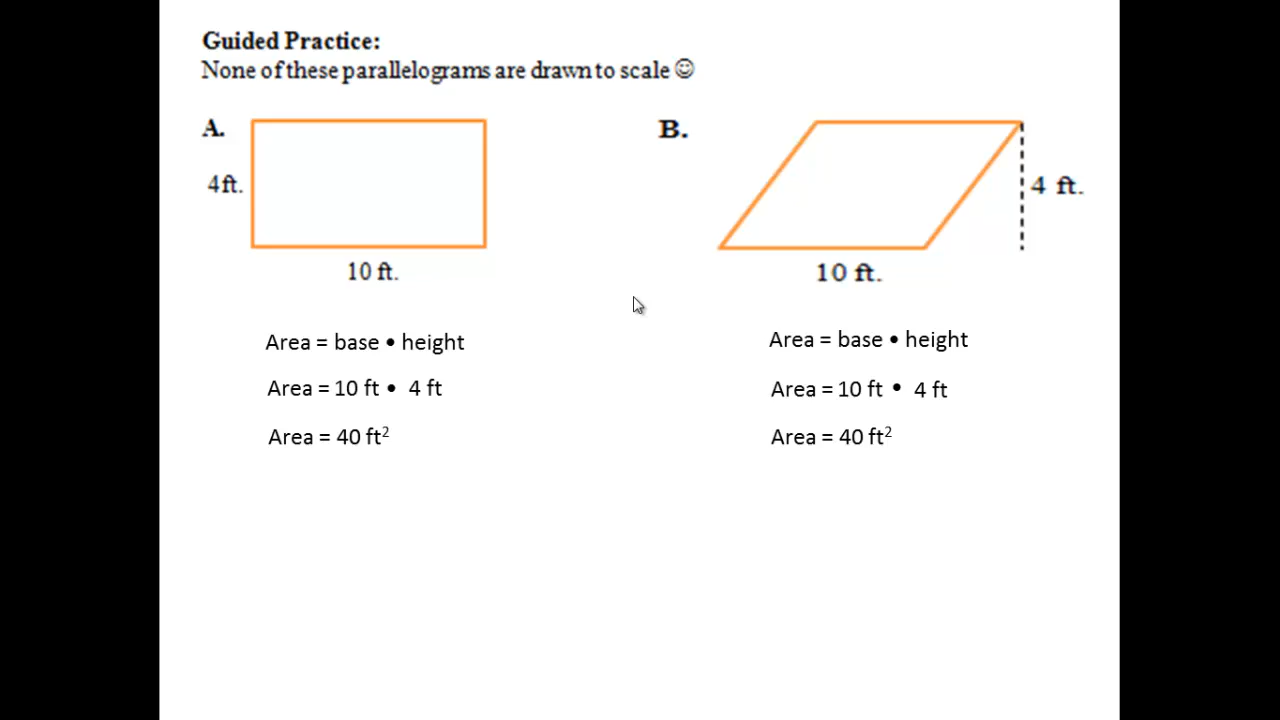 Guided Practice:
None of these parallelograms are drawn to scale ☺
A.
4ft.
10 ft.
Area = base • height
Area = 10 ft • 4 ft
Area = 40 ft²
B.
4 ft.
10 ft.
Area = base • height
Area = 10 ft • 4 ft
Area = 40 ft²